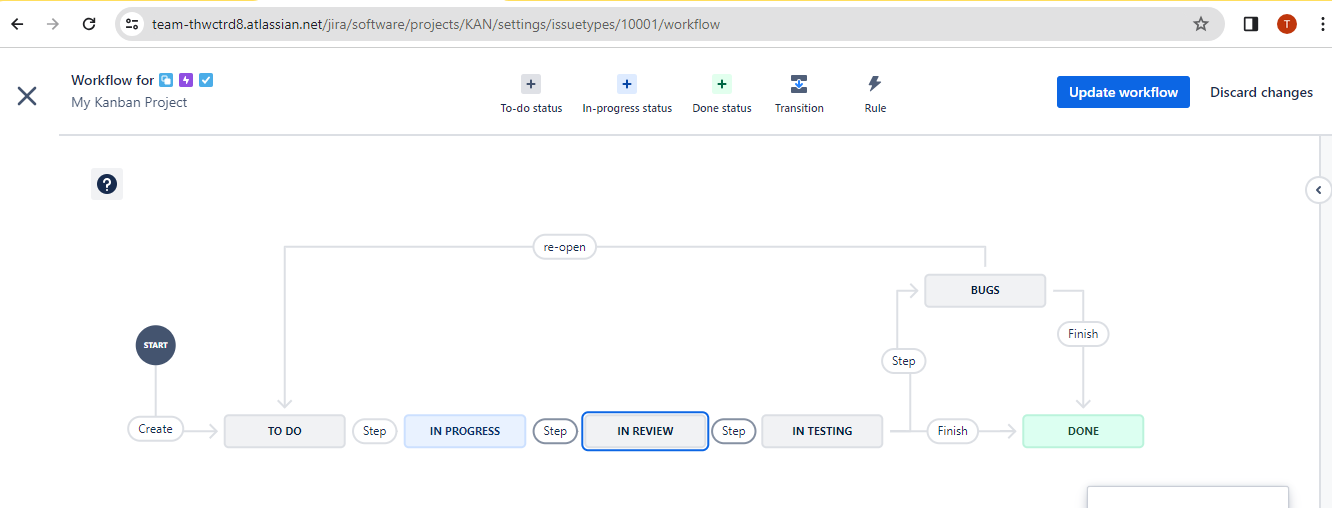 team-thwctrd8.atlassian.net/jira/software/projects/KAN/settings/issuetypes/10001/workflow
T
Workflow for
My Kanban Project
To-do status
In-progress status
Done status
Transition
Rule
Update workflow
Discard changes
?
re-open
BUGS
START
Finish
Step
Create
TO DO
Step
IN PROGRESS
Step
IN REVIEW
Step
IN TESTING
Finish
DONE